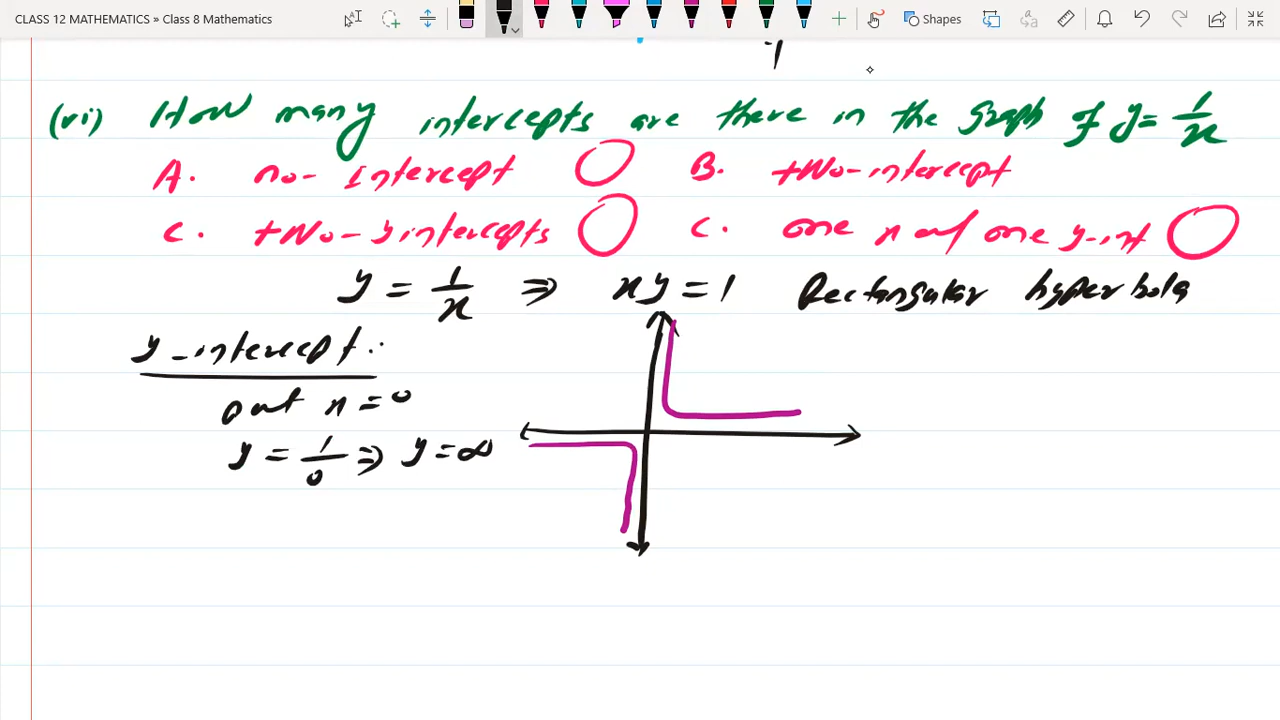 CLASS 12 MATHEMATICS » Class 8 Mathematics Shapes
(vi) How many intercepts are there in the graph of y = 1/x
A. no- Intercept B. two-intercept
C. two-y intercepts C. one x and one y-int
y = 1/x ⇒ xy = 1 Rectangular hyperbola
y-intercept:
put x = 0
y = 1/0 ⇒ y = ∞